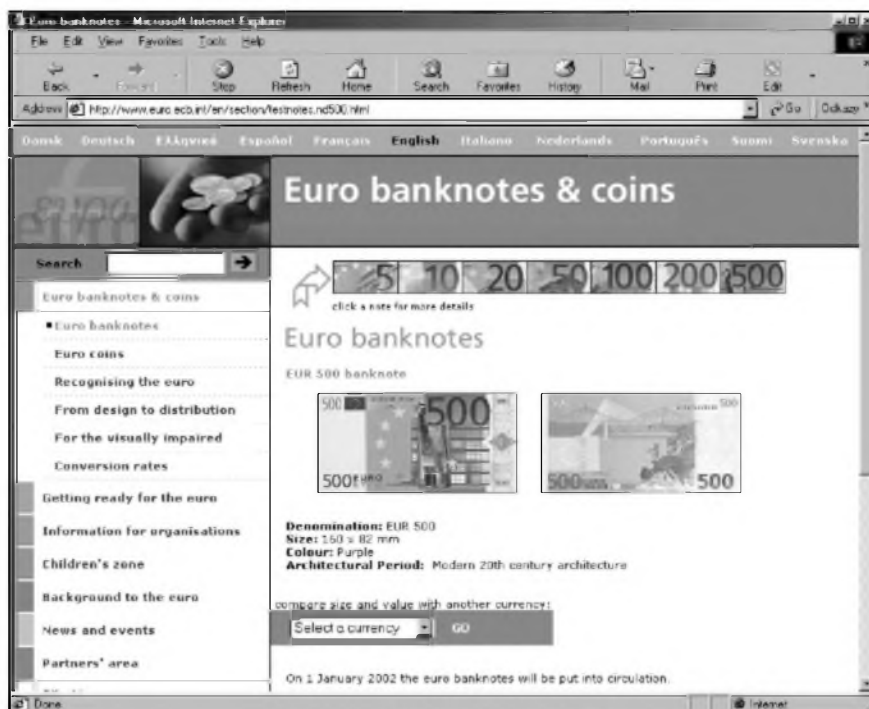 Euro banknotes - Microsoft Internet Explorer
File Edit View Favorites Tools Help
Back Forward Stop Refresh Home Search Favorites History Mail Print Edit
Address http://www.euro.ecb.int/en/section/testnotes.nd500.html Go Odkazy
Dansk Deutsch Ελληνικά Español Français English Italiano Nederlands Português Suomi Svenska
euro
Euro banknotes & coins
Search
5 10 20 50 100 200 500
click a note for more details
Euro banknotes & coins
Euro banknotes
Euro coins
Recognising the euro
From design to distribution
For the visually impaired
Conversion rates
Getting ready for the euro
Information for organisations
Children's zone
Background to the euro
News and events
Partners' area
Euro banknotes
EUR 500 banknote
500 500
500 EURO
500
500 500
Denomination: EUR 500
Size: 160 x 82 mm
Colour: Purple
Architectural Period: Modern 20th century architecture
compare size and value with another currency:
Select a currency GO
On 1 January 2002 the euro banknotes will be put into circulation.
Done Internet